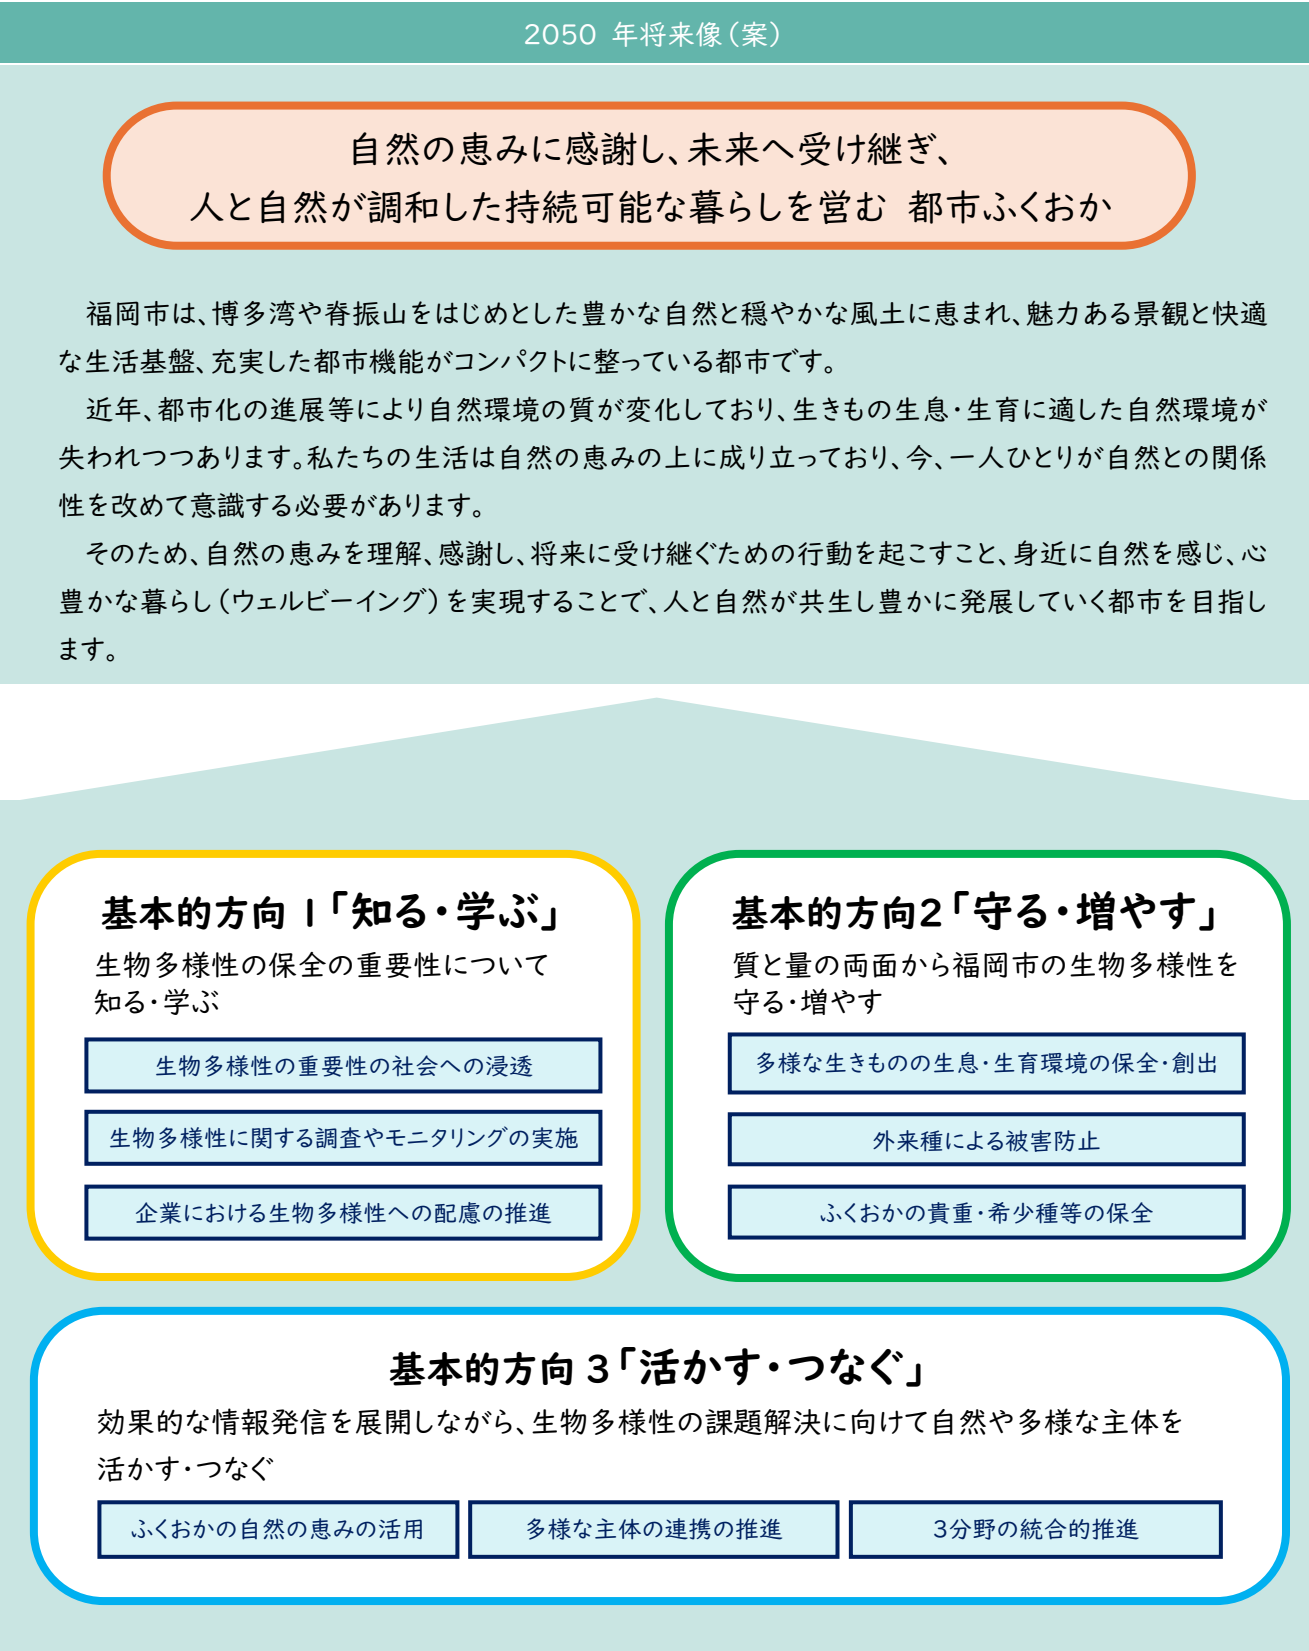 2050 年将来像（案）
自然の恵みに感謝し、未来へ受け継ぎ、
人と自然が調和した持続可能な暮らしを営む 都市ふくおか
福岡市は、博多湾や脊振山をはじめとした豊かな自然と穏やかな風土に恵まれ、魅力ある景観と快適
な生活基盤、充実した都市機能がコンパクトに整っている都市です。
近年、都市化の進展等により自然環境の質が変化しており、生きもの生息・生育に適した自然環境が
失われつつあります。私たちの生活は自然の恵みの上に成り立っており、今、一人ひとりが自然との関係
性を改めて意識する必要があります。
そのため、自然の恵みを理解、感謝し、将来に受け継ぐための行動を起こすこと、身近に自然を感じ、心
豊かな暮らし（ウェルビーイング）を実現することで、人と自然が共生し豊かに発展していく都市を目指し
ます。
基本的方向１「知る・学ぶ」
生物多様性の保全の重要性について
知る・学ぶ
生物多様性の重要性の社会への浸透
生物多様性に関する調査やモニタリングの実施
企業における生物多様性への配慮の推進
基本的方向2「守る・増やす」
質と量の両面から福岡市の生物多様性を
守る・増やす
多様な生きものの生息・生育環境の保全・創出
外来種による被害防止
ふくおかの貴重・希少種等の保全
基本的方向３「活かす・つなぐ」
効果的な情報発信を展開しながら、生物多様性の課題解決に向けて自然や多様な主体を
活かす・つなぐ
ふくおかの自然の恵みの活用
多様な主体の連携の推進
3分野の統合的推進